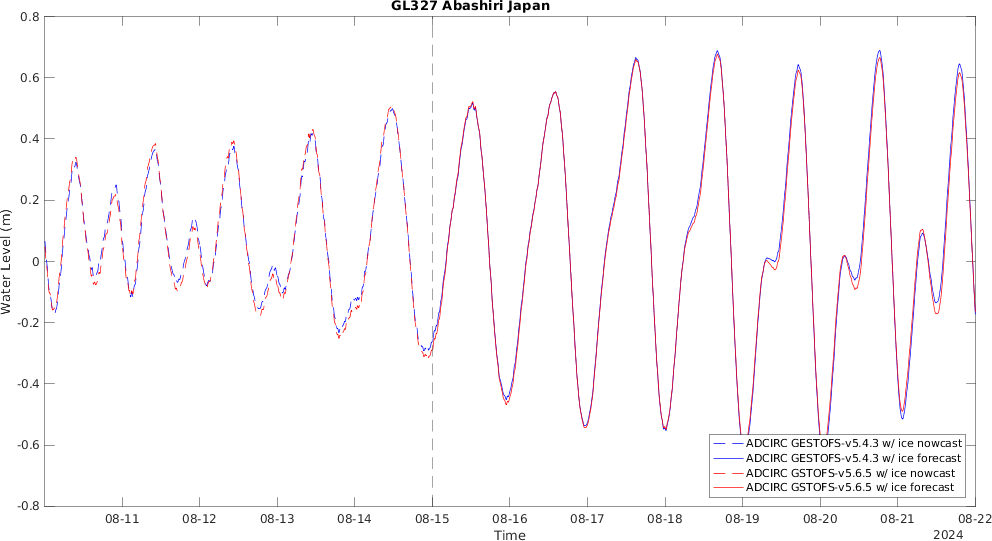 GL327 Abashiri Japan
0.8
0.6
0.4
0.2
0
-0.2
-0.4
-0.6
-0.8
Water Level (m)
ADCIRC GESTOFS-v5.4.3 w/ ice nowcast
ADCIRC GESTOFS-v5.4.3 w/ ice forecast
ADCIRC GSTOFS-v5.6.5 w/ ice nowcast
ADCIRC GSTOFS-v5.6.5 w/ ice forecast
08-11 08-12 08-13 08-14 08-15 08-16 08-17 08-18 08-19 08-20 08-21 08-22
Time
2024